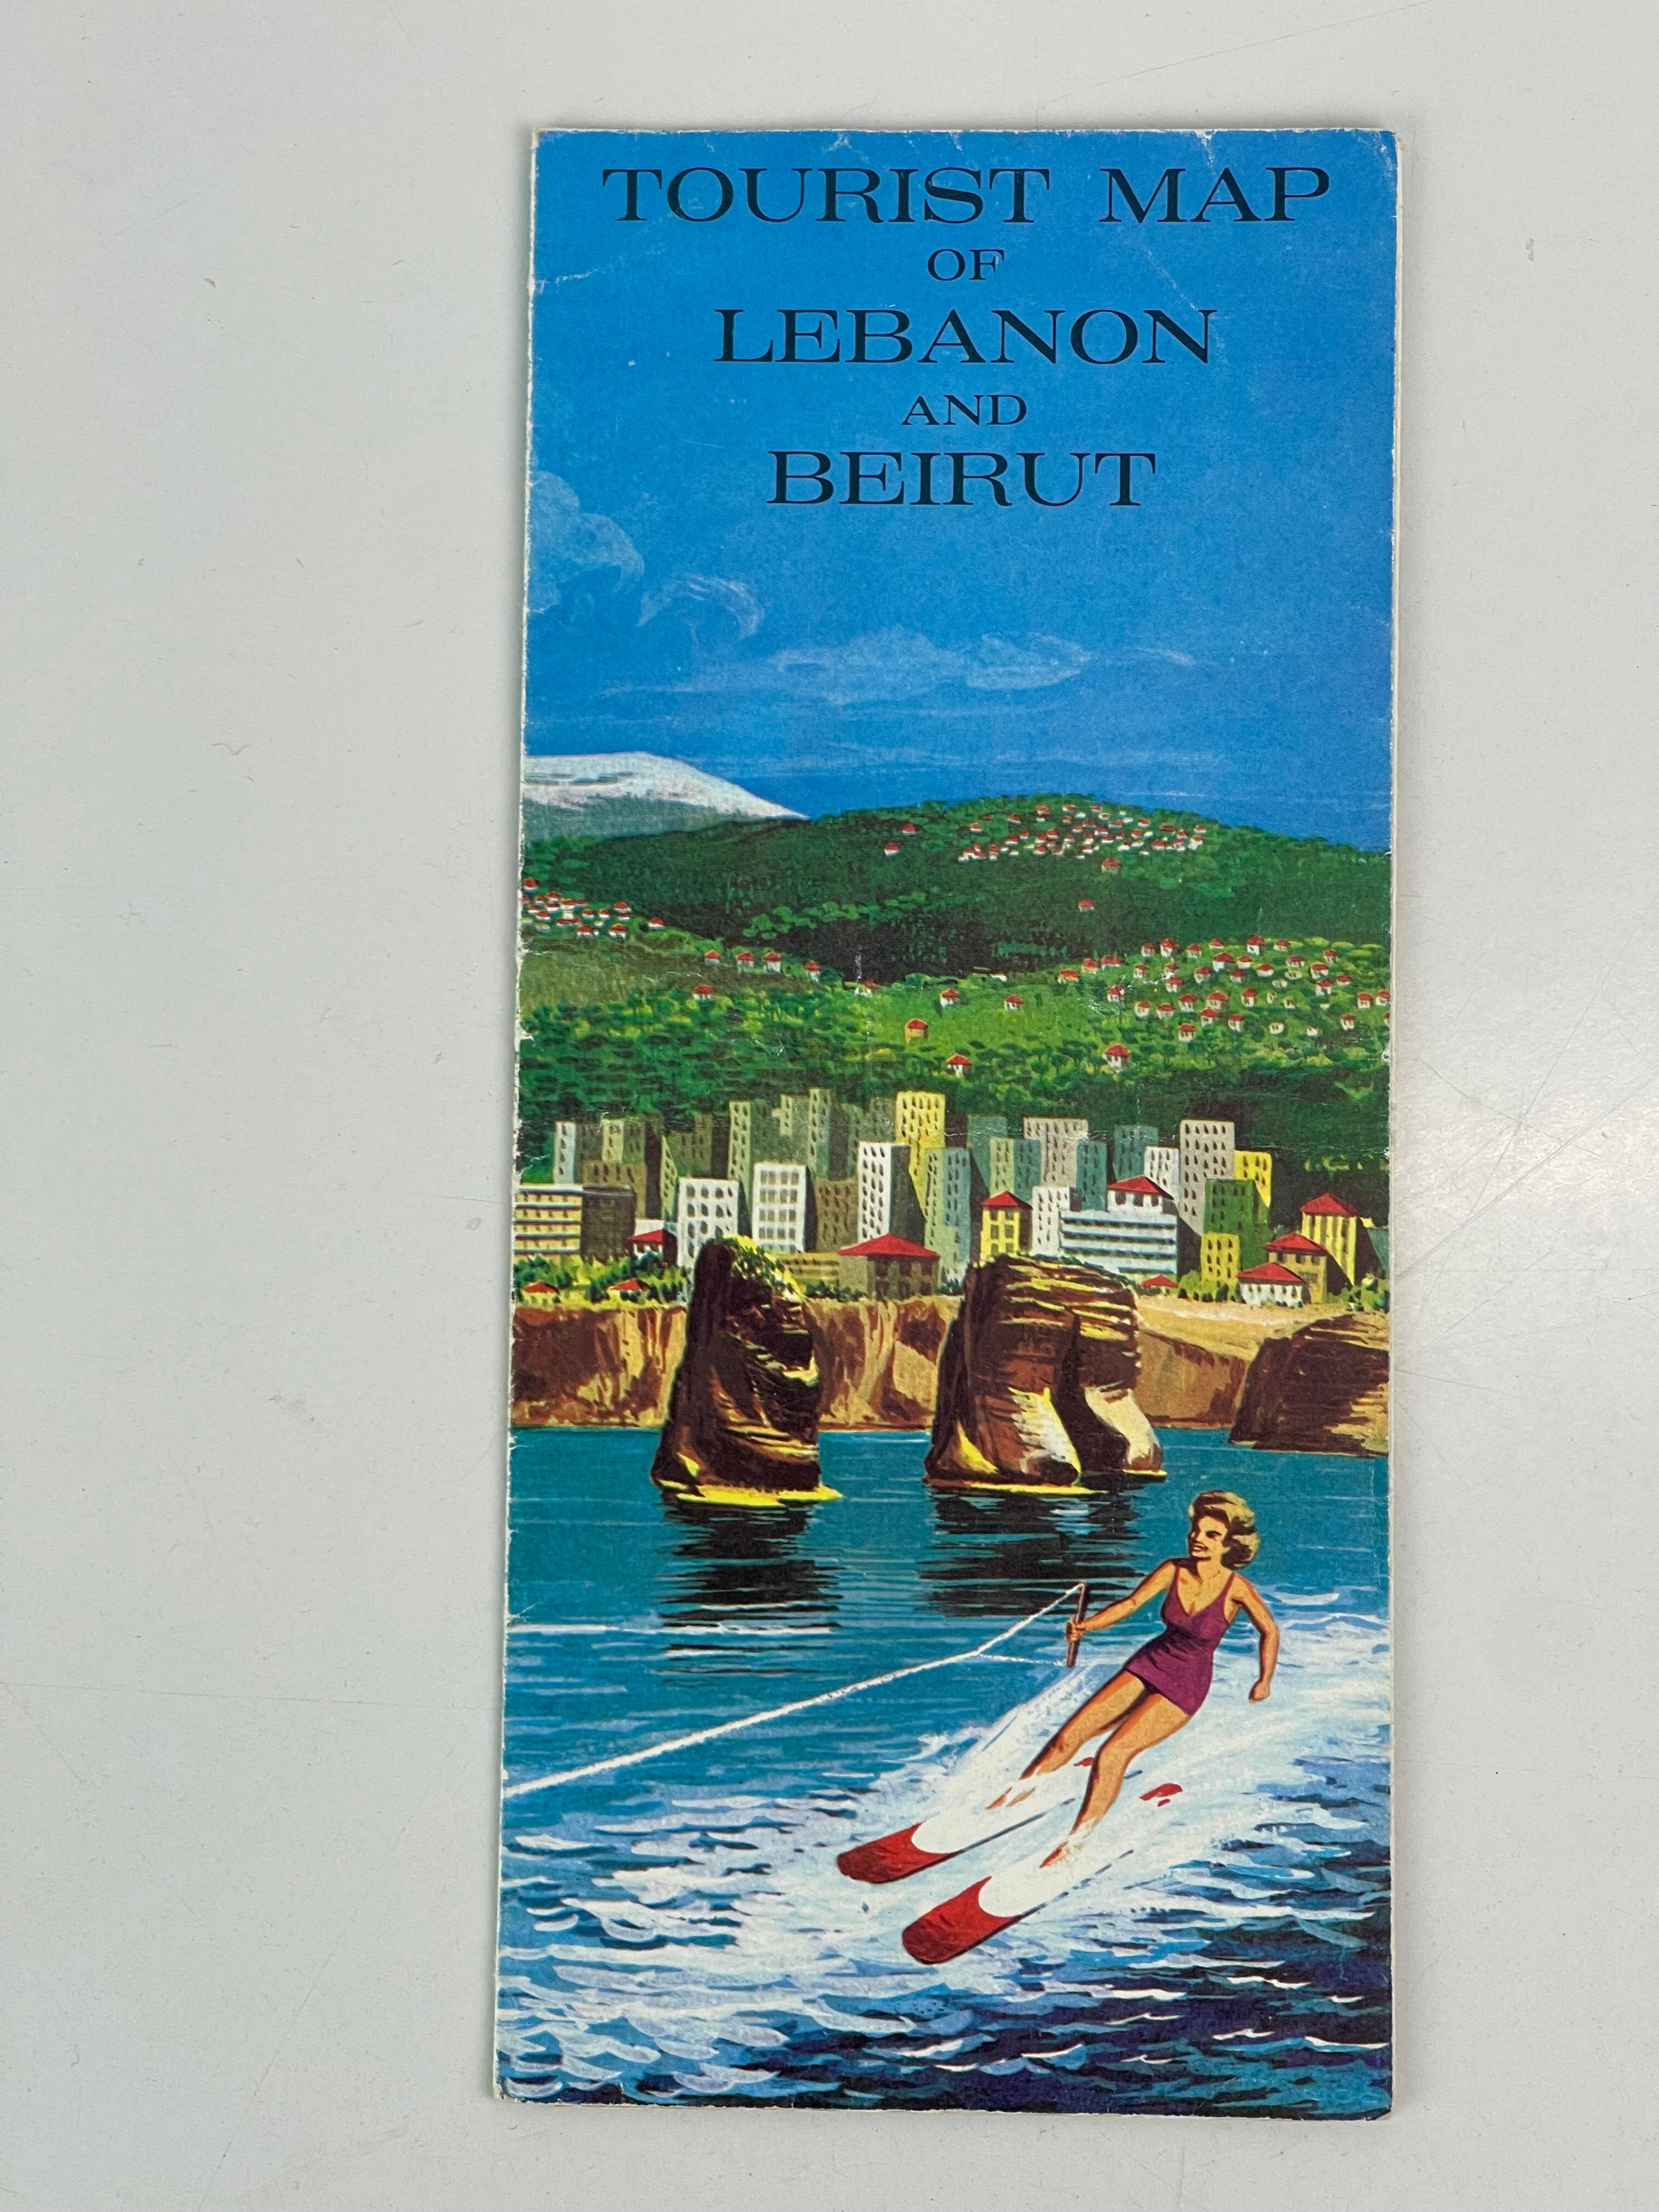 TOURIST MAP
OF
LEBANON
AND
BEIRUT